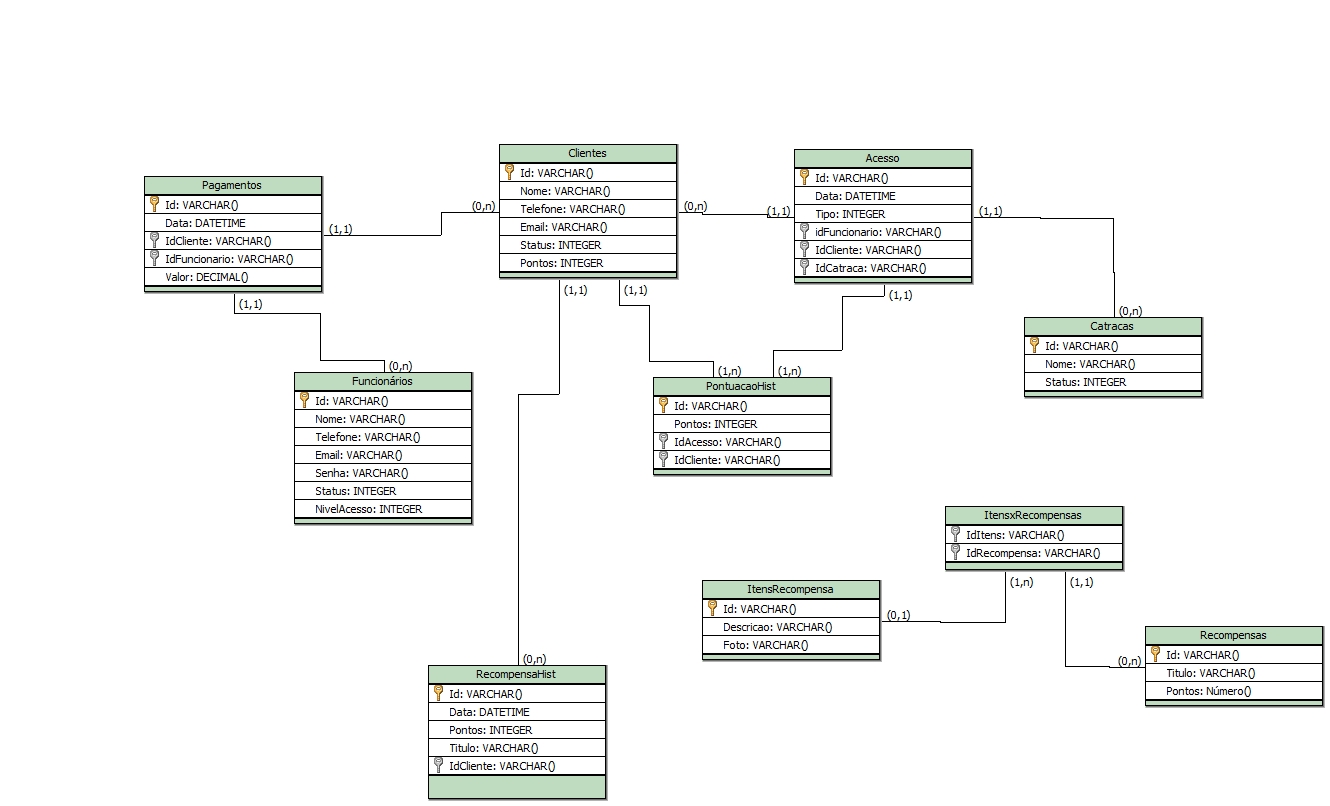 Pagamentos
Id: VARCHAR()
Data: DATETIME
IdCliente: VARCHAR()
IdFuncionario: VARCHAR()
Valor: DECIMAL()
(1,1)
(0,n)
(1,1)
(0,n)
Clientes
Id: VARCHAR()
Nome: VARCHAR()
Telefone: VARCHAR()
Email: VARCHAR()
Status: INTEGER
Pontos: INTEGER
(0,n)
(1,1)
(1,1)
(1,1)
Acesso
Id: VARCHAR()
Data: DATETIME
Tipo: INTEGER
idFuncionario: VARCHAR()
IdCliente: VARCHAR()
IdCatraca: VARCHAR()
(1,1)
(1,1)
(0,n)
Catracas
Id: VARCHAR()
Nome: VARCHAR()
Status: INTEGER
Funcionários
Id: VARCHAR()
Nome: VARCHAR()
Telefone: VARCHAR()
Email: VARCHAR()
Senha: VARCHAR()
Status: INTEGER
NivelAcesso: INTEGER
(1,n)
(1,n)
PontuacaoHist
Id: VARCHAR()
Pontos: INTEGER
IdAcesso: VARCHAR()
IdCliente: VARCHAR()
ItensxRecompensas
IdItens: VARCHAR()
IdRecompensa: VARCHAR()
(1,n)
(1,1)
ItensRecompensa
Id: VARCHAR()
Descricao: VARCHAR()
Foto: VARCHAR()
(0,1)
(0,n)
Recompensas
Id: VARCHAR()
Titulo: VARCHAR()
Pontos: Número()
(0,n)
RecompensaHist
Id: VARCHAR()
Data: DATETIME
Pontos: INTEGER
Titulo: VARCHAR()
IdCliente: VARCHAR()